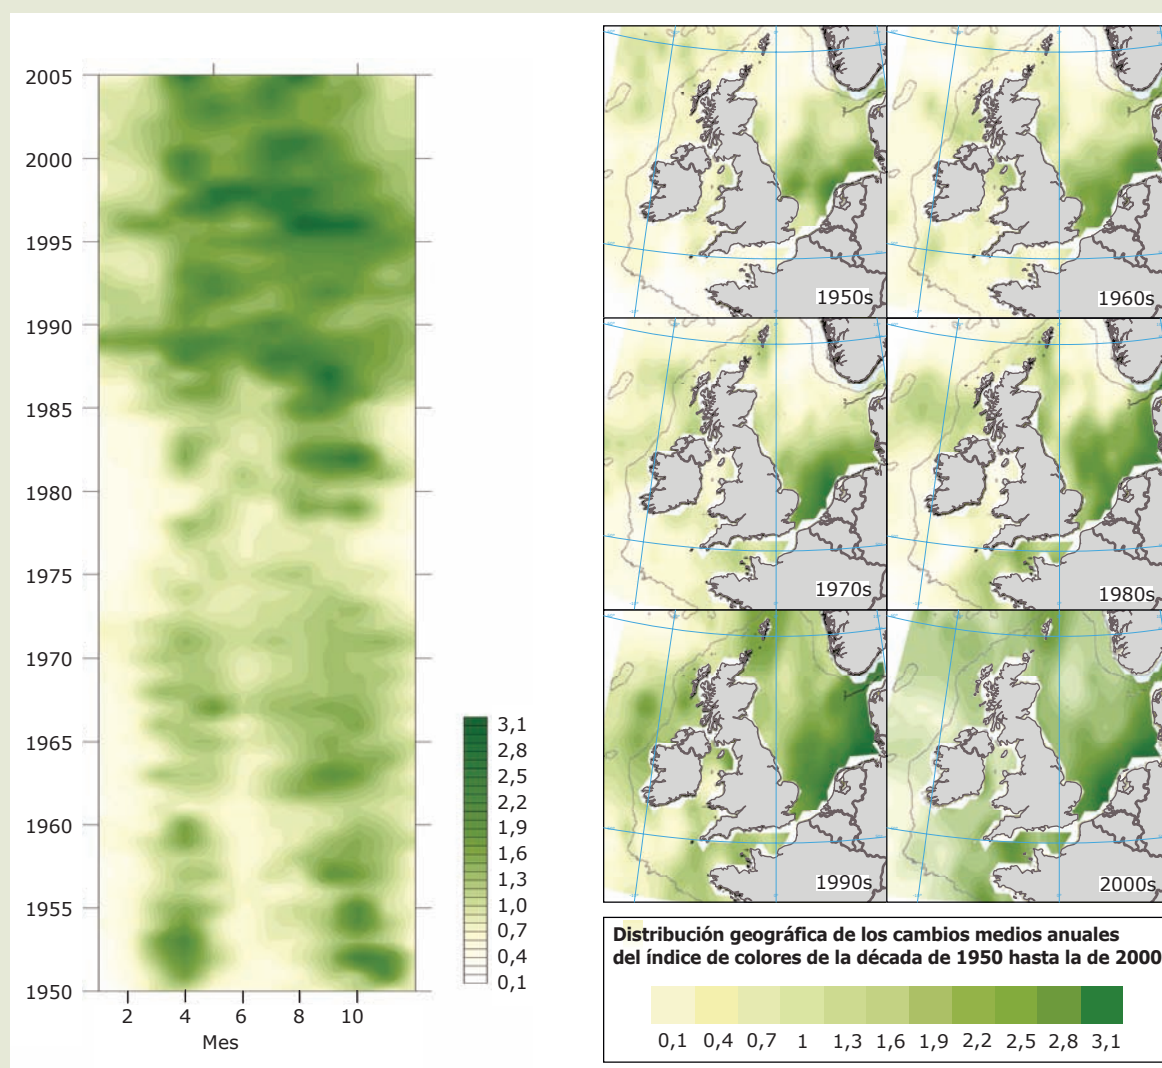 2005
2000
1995
1990
1985
1980
1975
1970
1965
1960
1955
1950
2
4
6
8
10
Mes
3,1
2,8
2,5
2,2
1,9
1,6
1,3
1,0
0,7
0,4
0,1
1950s
1960s
1970s
1980s
1990s
2000s
Distribución geográfica de los cambios medios anuales
del índice de colores de la década de 1950 hasta la de 2000
0,1 0,4 0,7 1 1,3 1,6 1,9 2,2 2,5 2,8 3,1